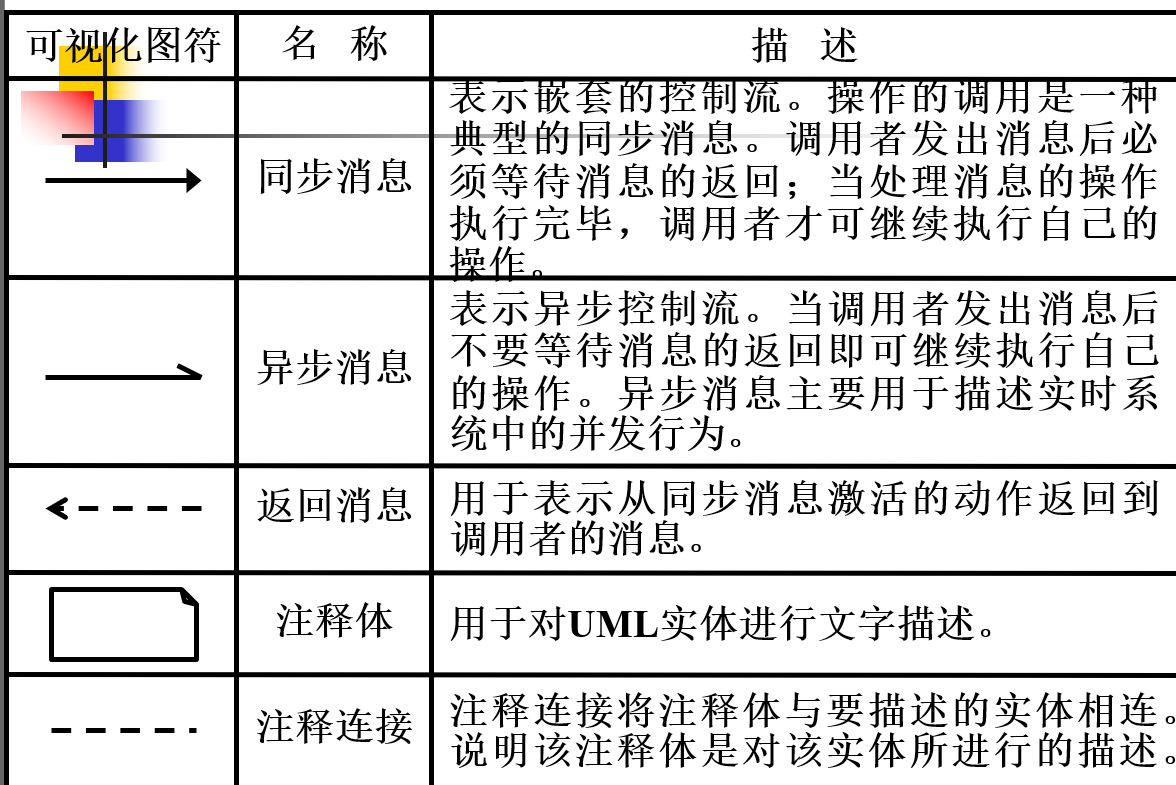 可视化图符 名 称 描 述
同步消息
表示嵌套的控制流。操作的调用是一种
典型的同步消息。调用者发出消息后必
须等待消息的返回；当处理消息的操作
执行完毕，调用者才可继续执行自己的
操作。
异步消息
表示异步控制流。当调用者发出消息后
不要等待消息的返回即可继续执行自己
的操作。异步消息主要用于描述实时系
统中的并发行为。
返回消息
用于表示从同步消息激活的动作返回到
调用者的消息。
注释体
用于对UML实体进行文字描述。
注释连接
注释连接将注释体与要描述的实体相连。
说明该注释体是对该实体所进行的描述。